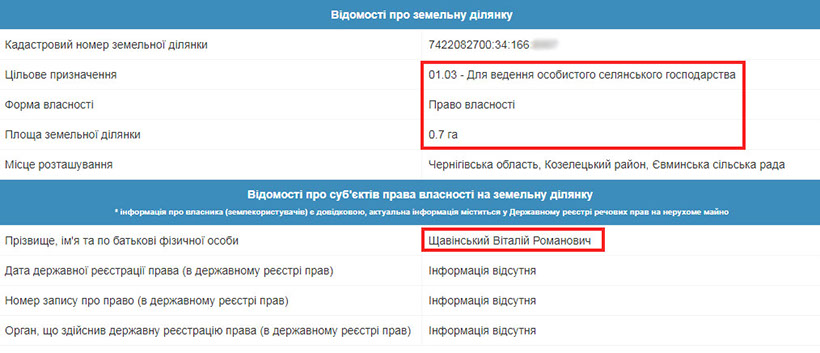 Відомості про земельну ділянку
Кадастровий номер земельної ділянки 7422082700:34:166
Цільове призначення 01.03 - Для ведення особистого селянського господарства
Форма власності Право власності
Площа земельної ділянки 0.7 га
Місце розташування Чернігівська область, Козелецький район, Євминська сільська рада
Відомості про суб'єктів права власності на земельну ділянку
* інформація про власника (землекористувачів) є довідковою, актуальна інформація міститься у Державному реєстрі речових прав на нерухоме майно
Прізвище, ім'я та по батькові фізичної особи Щавінський Віталій Романович
Дата державної реєстрації права (в державному реєстрі прав) Інформація відсутня
Номер запису про право (в державному реєстрі прав) Інформація відсутня
Орган, що здійснив державну реєстрацію права (в державному реєстрі прав) Інформація відсутня